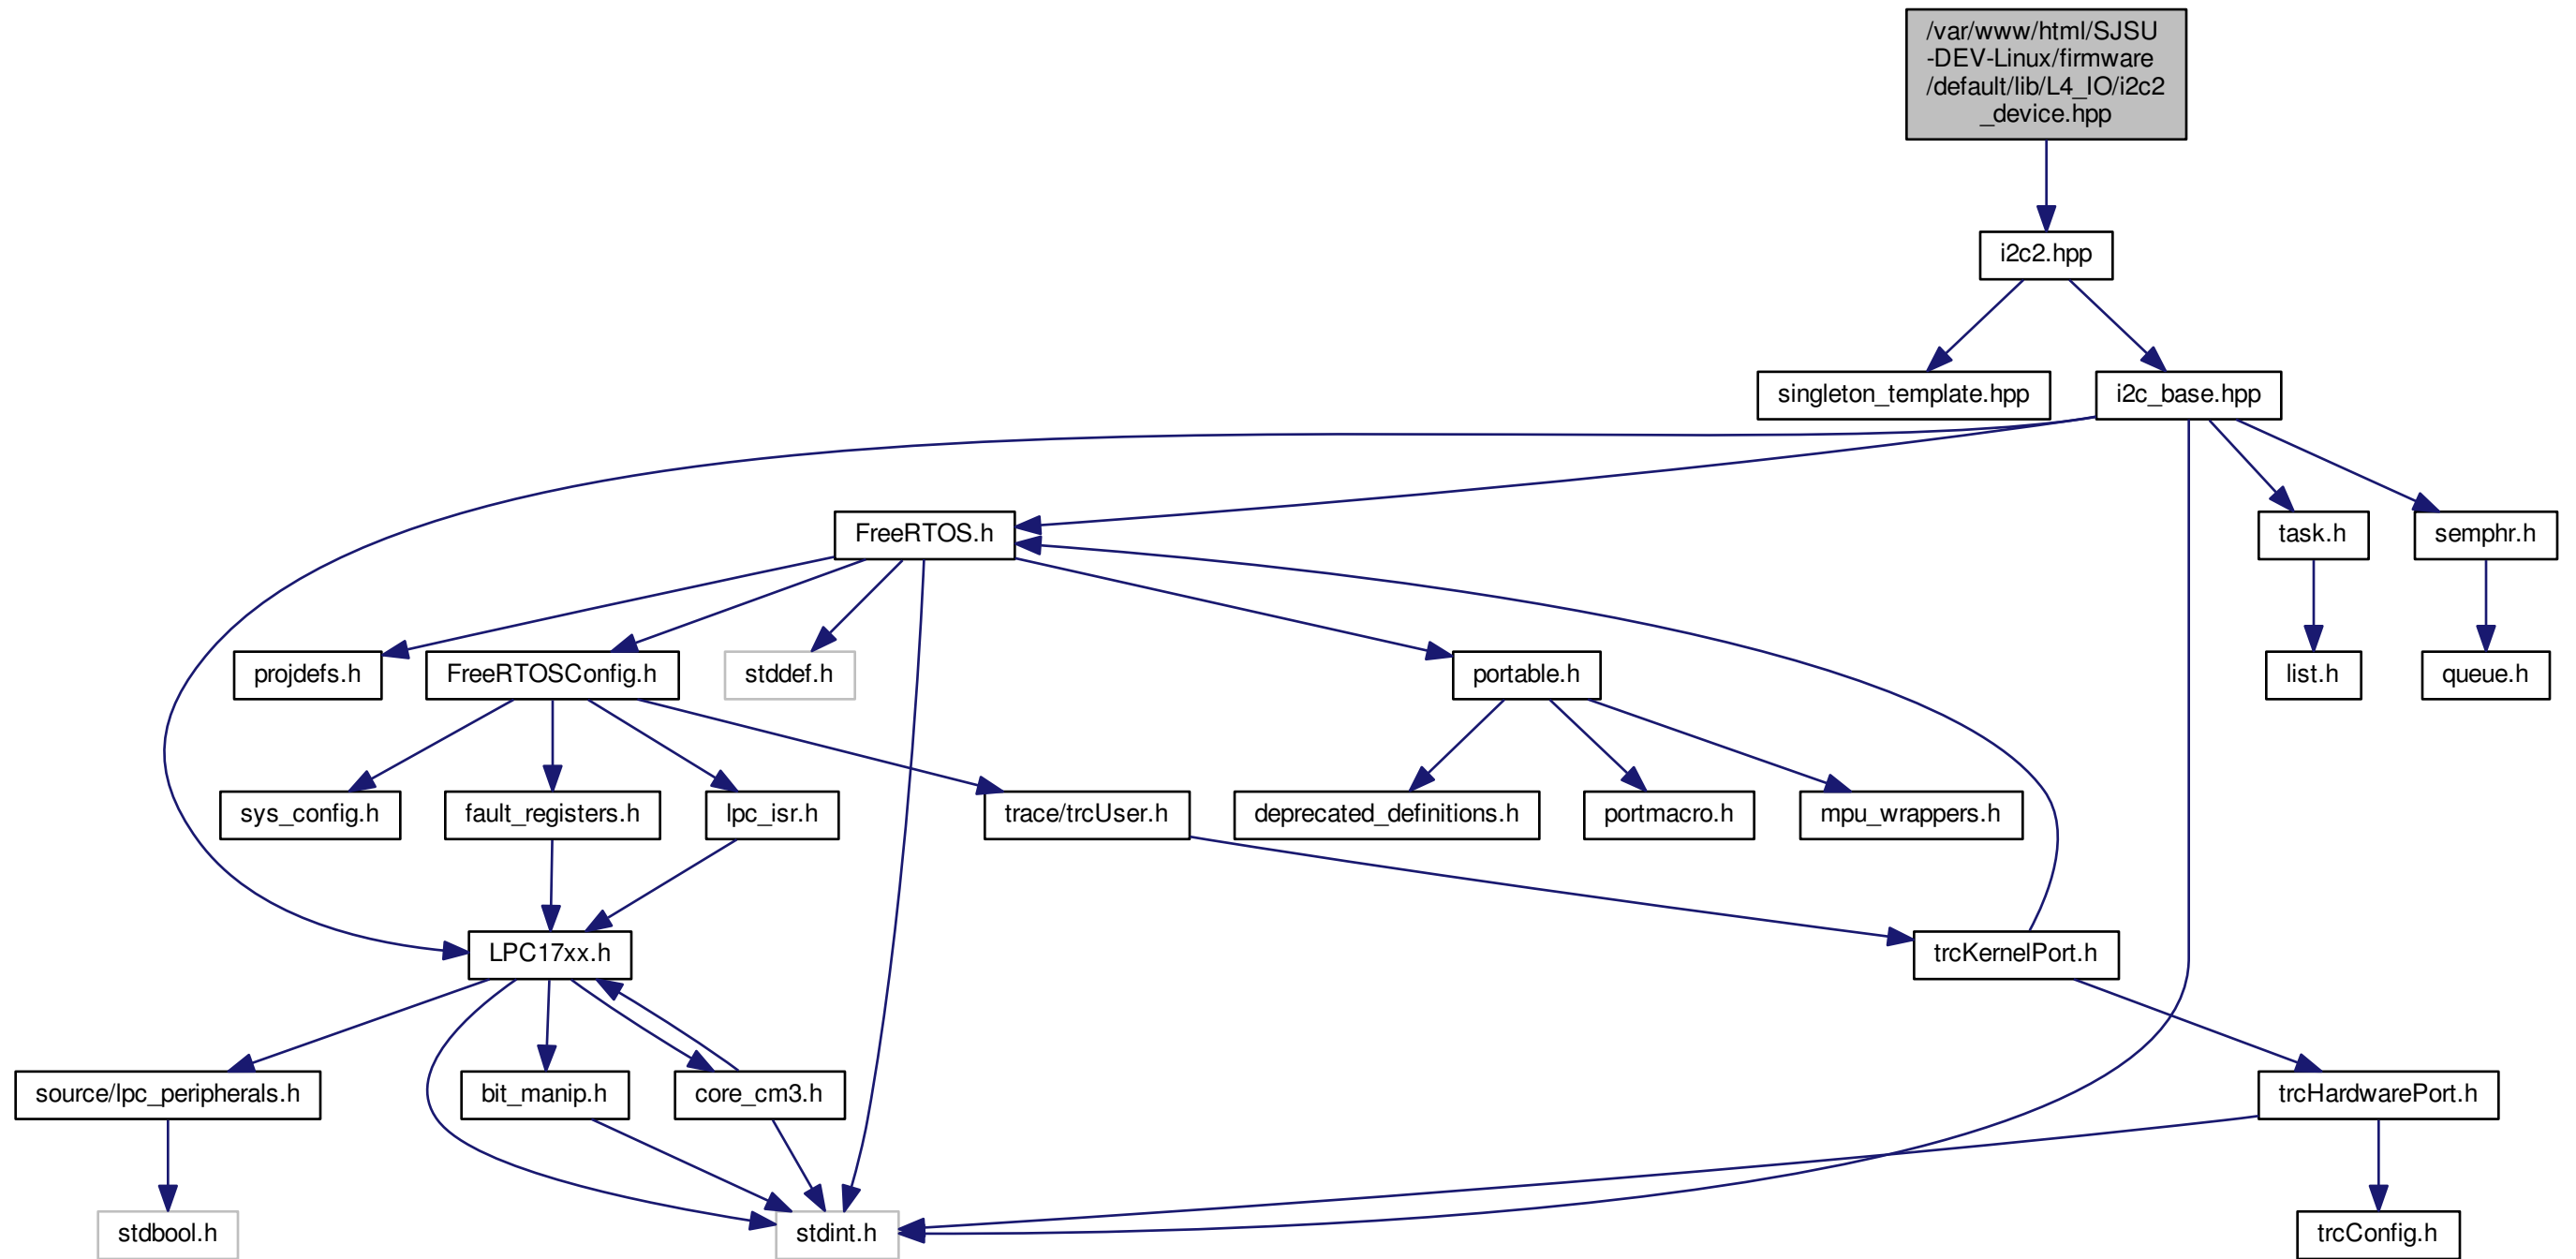 /var/www/html/SJSU
-DEV-Linux/firmware
/default/lib/L4_IO/i2c2
_device.hpp
i2c2.hpp
singleton_template.hpp
i2c_base.hpp
FreeRTOS.h
task.h
semphr.h
projdefs.h
FreeRTOSConfig.h
stddef.h
portable.h
list.h
queue.h
sys_config.h
fault_registers.h
lpc_isr.h
trace/trcUser.h
deprecated_definitions.h
portmacro.h
mpu_wrappers.h
LPC17xx.h
trcKernelPort.h
source/lpc_peripherals.h
bit_manip.h
core_cm3.h
trcHardwarePort.h
stdbool.h
stdint.h
trcConfig.h